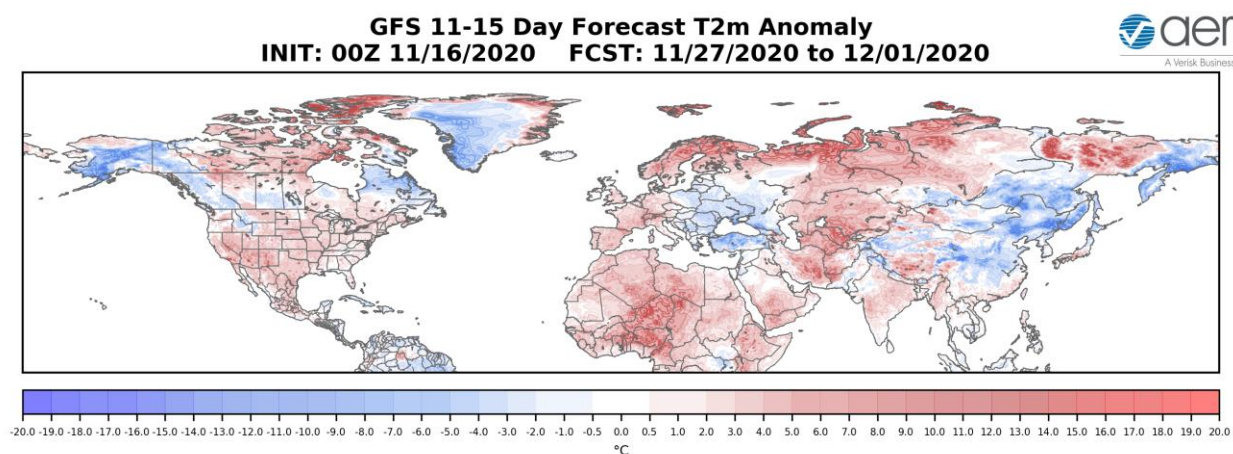 GFS 11-15 Day Forecast T2m Anomaly
INIT: 00Z 11/16/2020 FCST: 11/27/2020 to 12/01/2020
aer
A Verisk Business
-20.0 -19.0 -18.0 -17.0 -16.0 -15.0 -14.0 -13.0 -12.0 -11.0 -10.0 -9.0 -8.0 -7.0 -6.0 -5.0 -4.0 -3.0 -2.0 -1.0 -0.5 0.0 0.5 1.0 2.0 3.0 4.0 5.0 6.0 7.0 8.0 9.0 10.0 11.0 12.0 13.0 14.0 15.0 16.0 17.0 18.0 19.0 20.0
°C